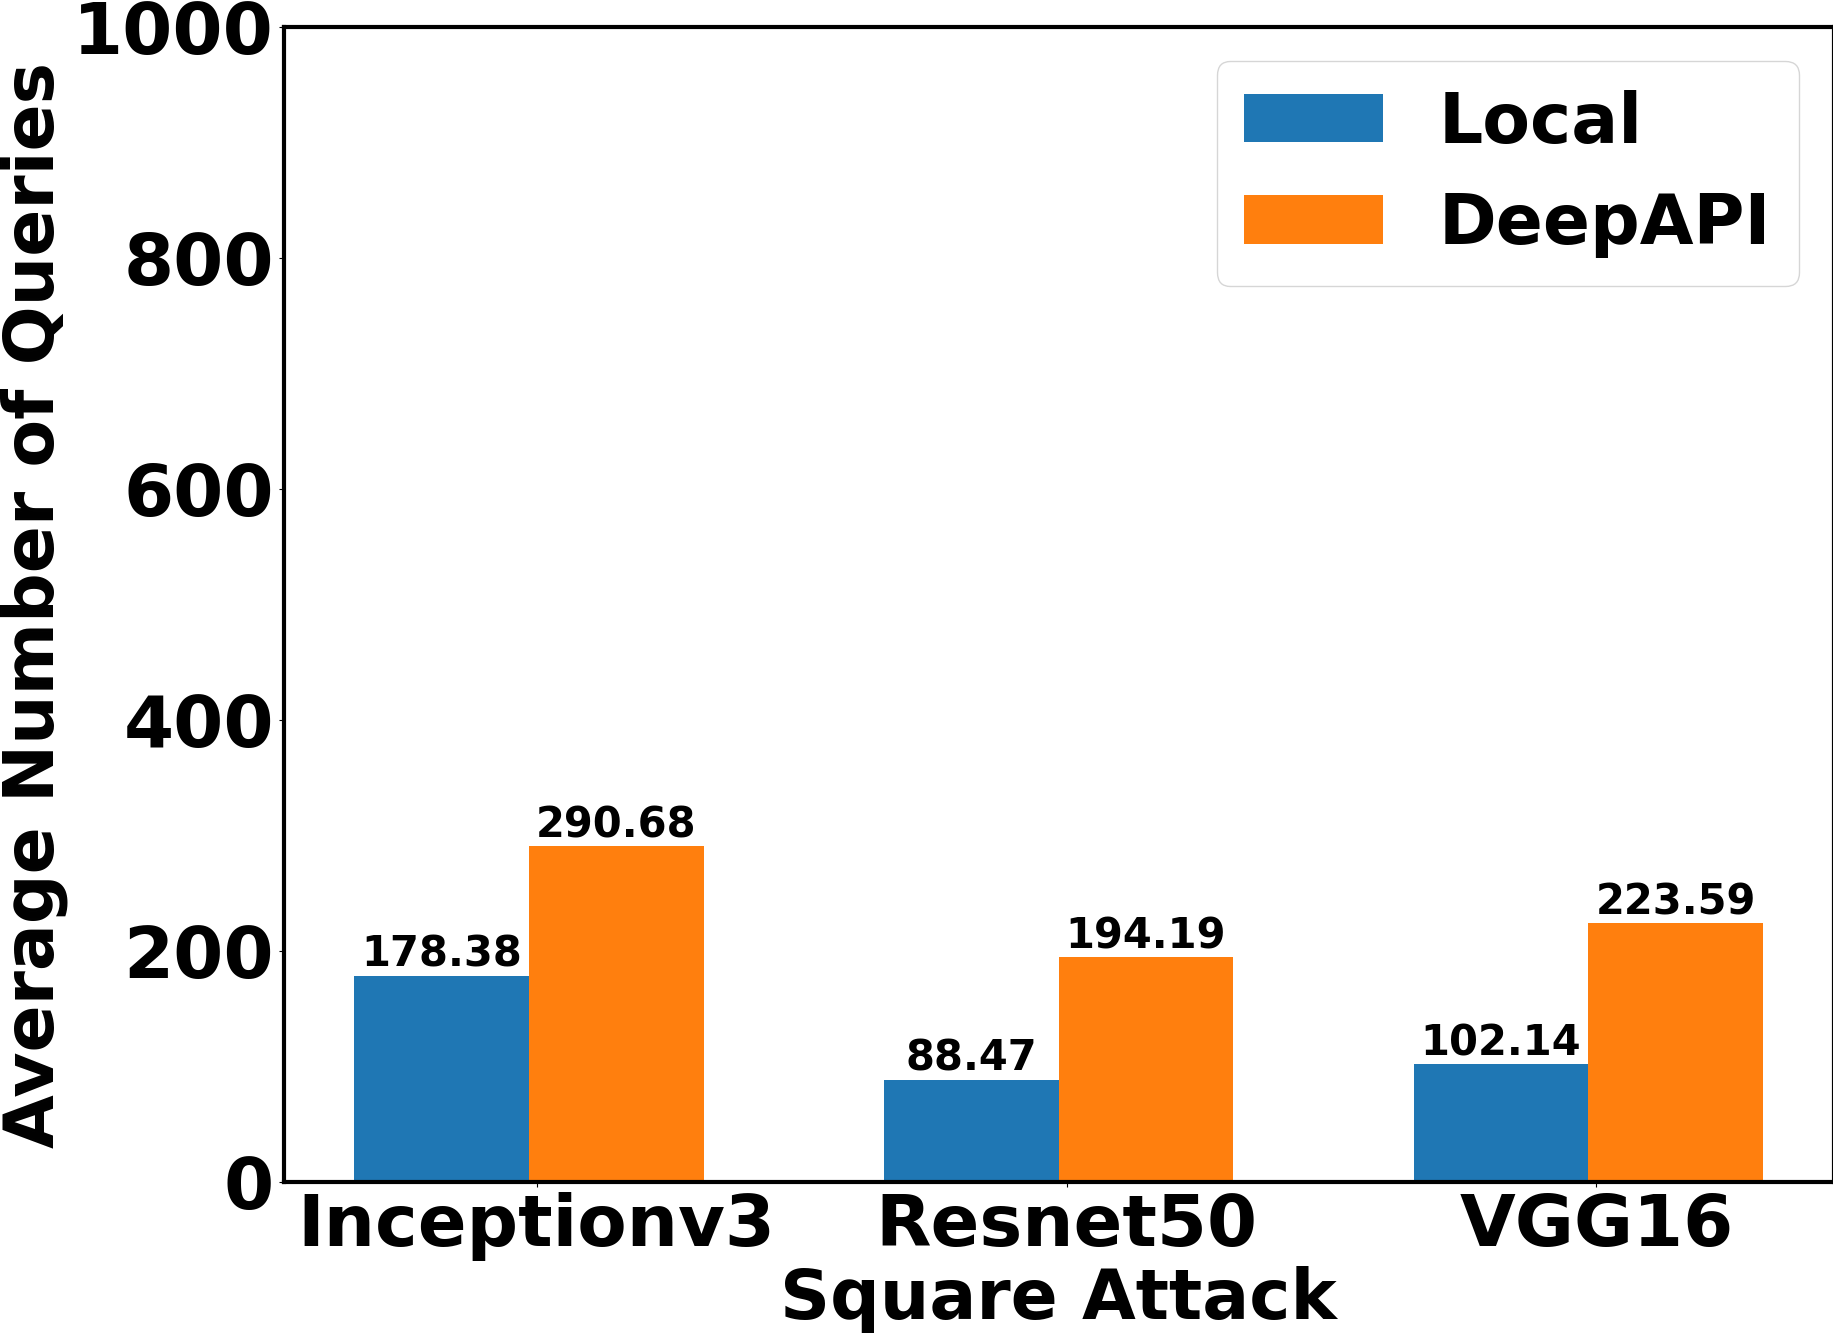 Average Number of Queries
1000
800
600
400
200
0
Local
DeepAPI
178.38
290.68
88.47
194.19
102.14
223.59
Inceptionv3
Resnet50
VGG16
Square Attack